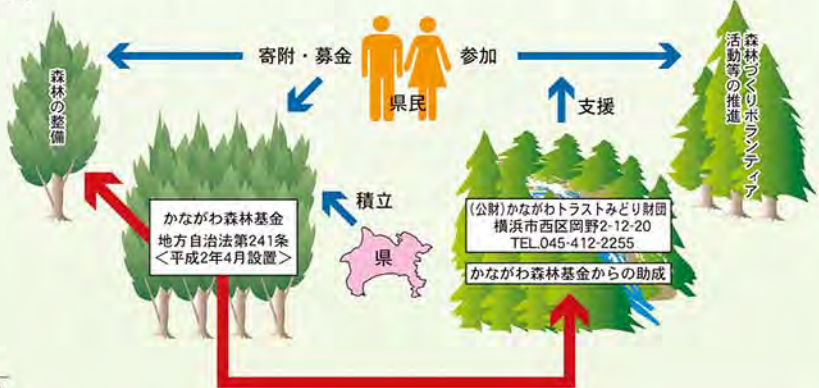 寄附・募金
参加
県民
森林の整備
森林づくりボランティア
活動等の推進
支援
積立
県
かながわ森林基金
地方自治法第241条
＜平成2年4月設置＞
(公財)かながわトラストみどり財団
横浜市西区岡野2-12-20
TEL.045-412-2255
かながわ森林基金からの助成